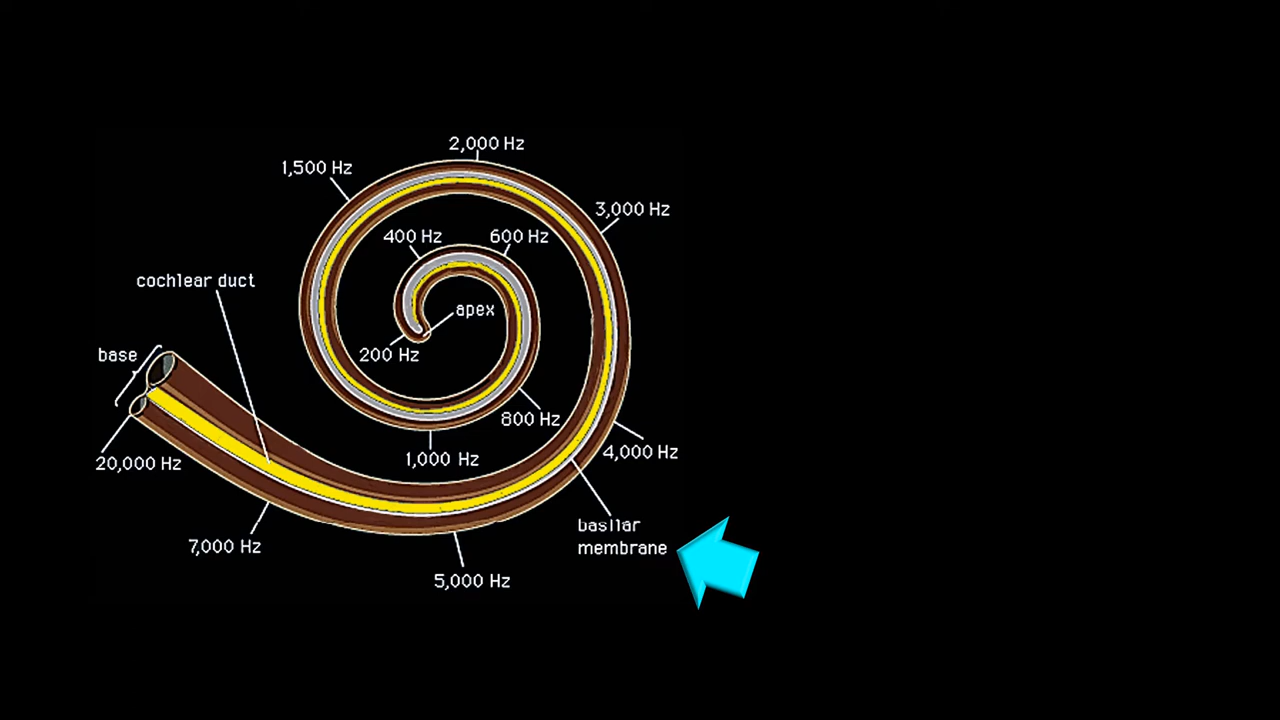 2,000 Hz
1,500 Hz
3,000 Hz
400 Hz
600 Hz
cochlear duct
apex
base
200 Hz
800 Hz
4,000 Hz
20,000 Hz
1,000 Hz
basilar
membrane
7,000 Hz
5,000 Hz